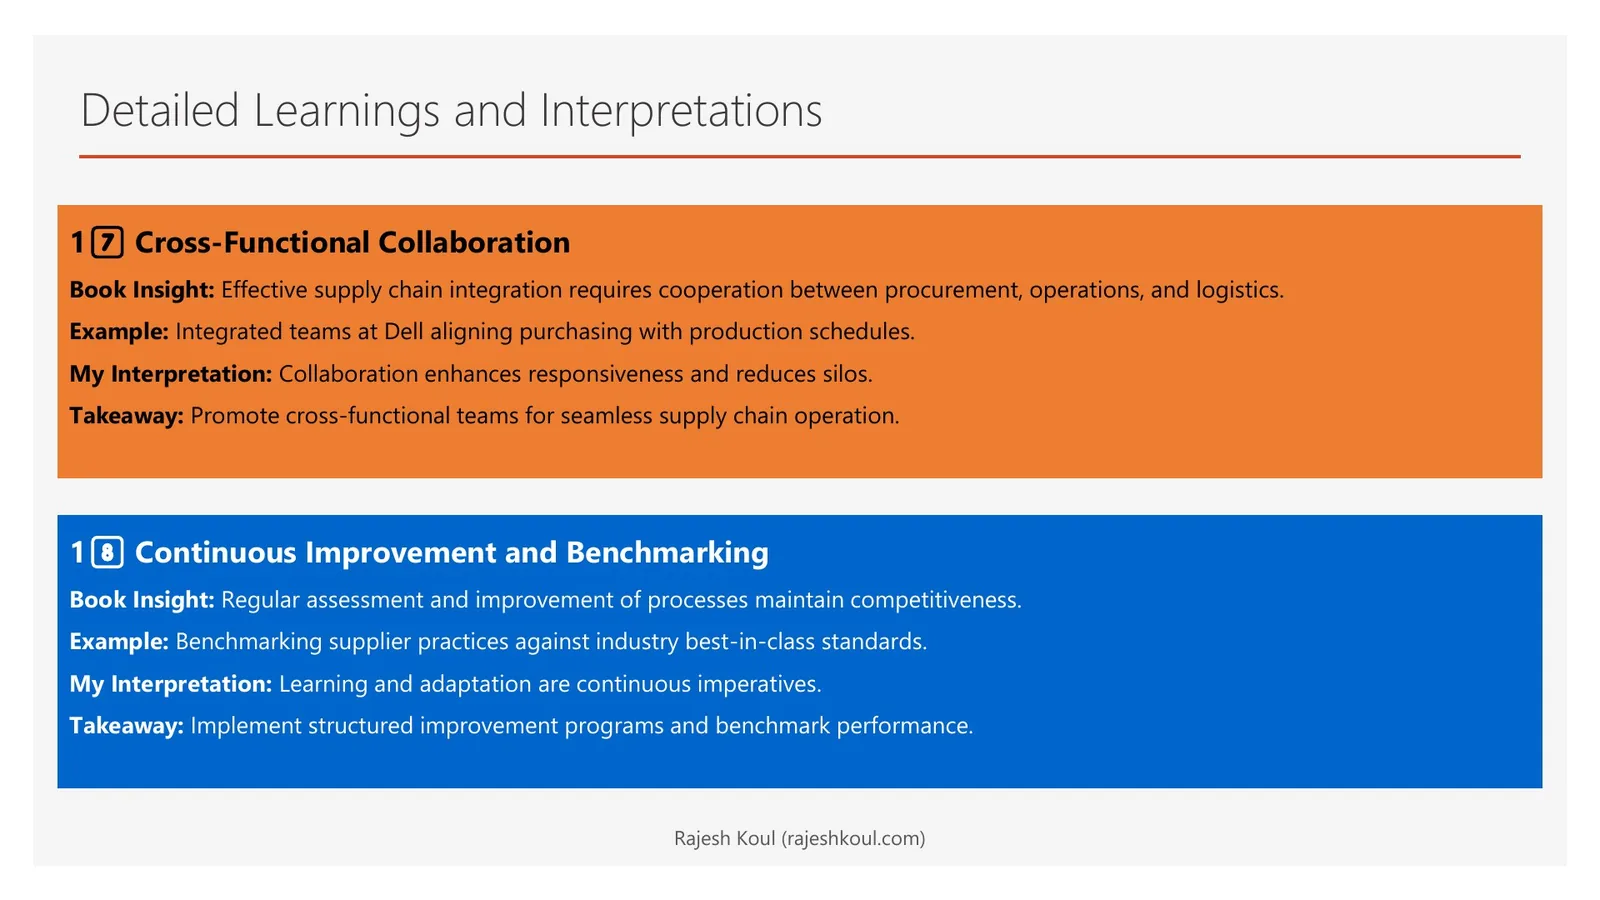 Detailed Learnings and Interpretations
17️⃣ Cross-Functional Collaboration
Book Insight: Effective supply chain integration requires cooperation between procurement, operations, and logistics.
Example: Integrated teams at Dell aligning purchasing with production schedules.
My Interpretation: Collaboration enhances responsiveness and reduces silos.
Takeaway: Promote cross-functional teams for seamless supply chain operation.
18️⃣ Continuous Improvement and Benchmarking
Book Insight: Regular assessment and improvement of processes maintain competitiveness.
Example: Benchmarking supplier practices against industry best-in-class standards.
My Interpretation: Learning and adaptation are continuous imperatives.
Takeaway: Implement structured improvement programs and benchmark performance.
Rajesh Koul (rajeshkoul.com)